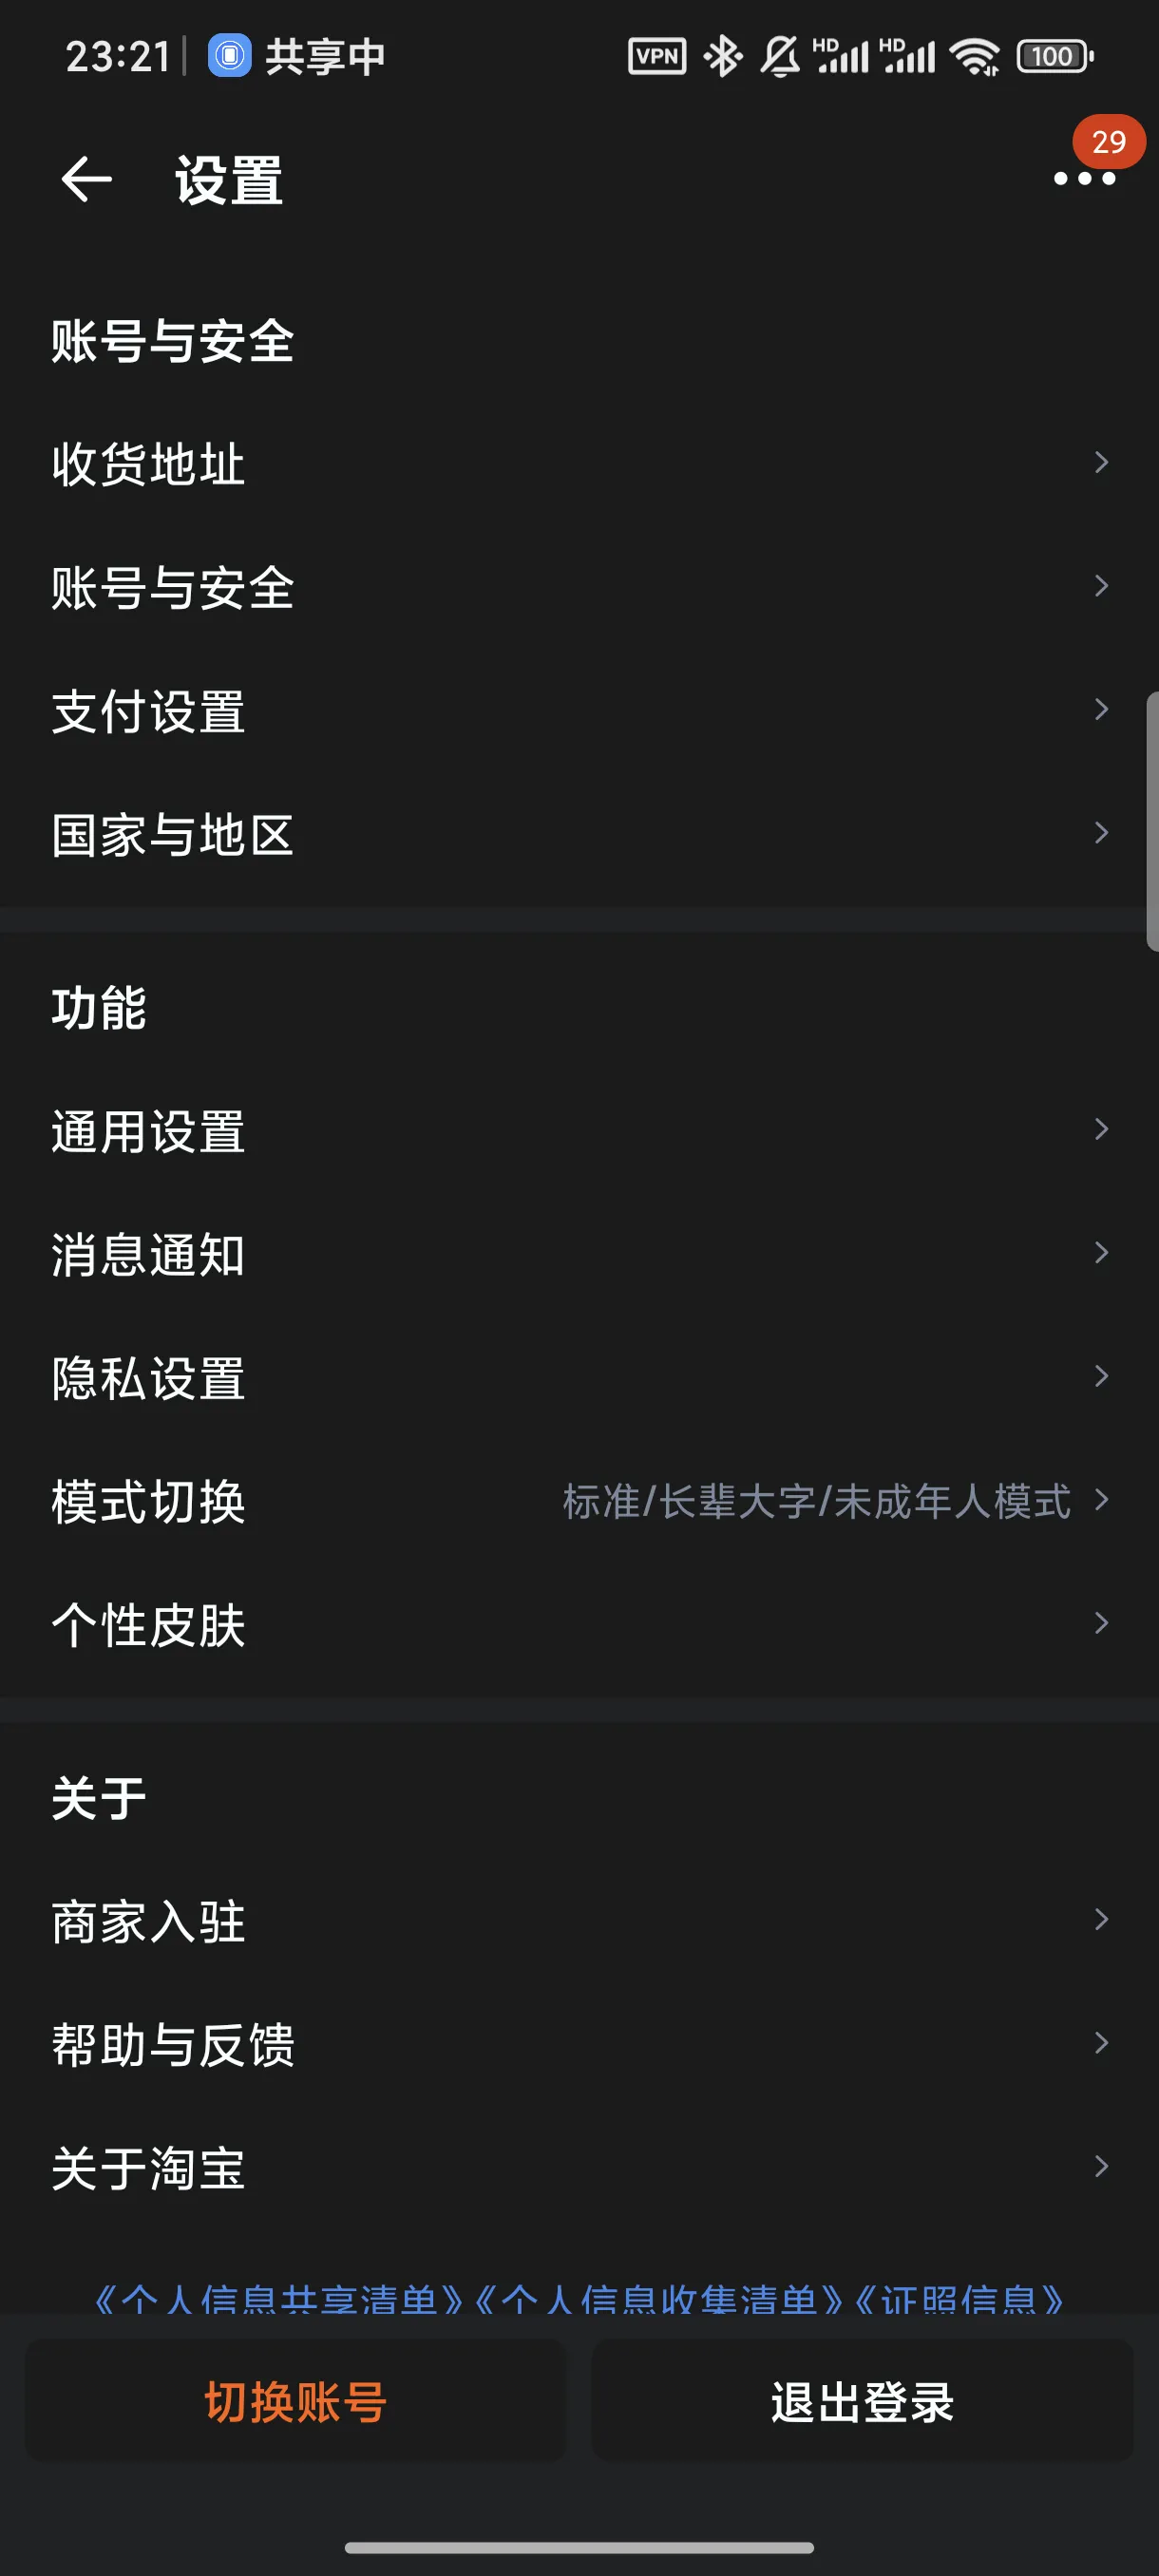 23:21
共享中
VPN
HD
HD
100
29
设置
账号与安全
收货地址
账号与安全
支付设置
国家与地区
功能
通用设置
消息通知
隐私设置
模式切换 标准/长辈大字/未成年人模式
个性皮肤
关于
商家入驻
帮助与反馈
关于淘宝
《个人信息共享清单》《个人信息收集清单》《证照信息》
切换账号
退出登录